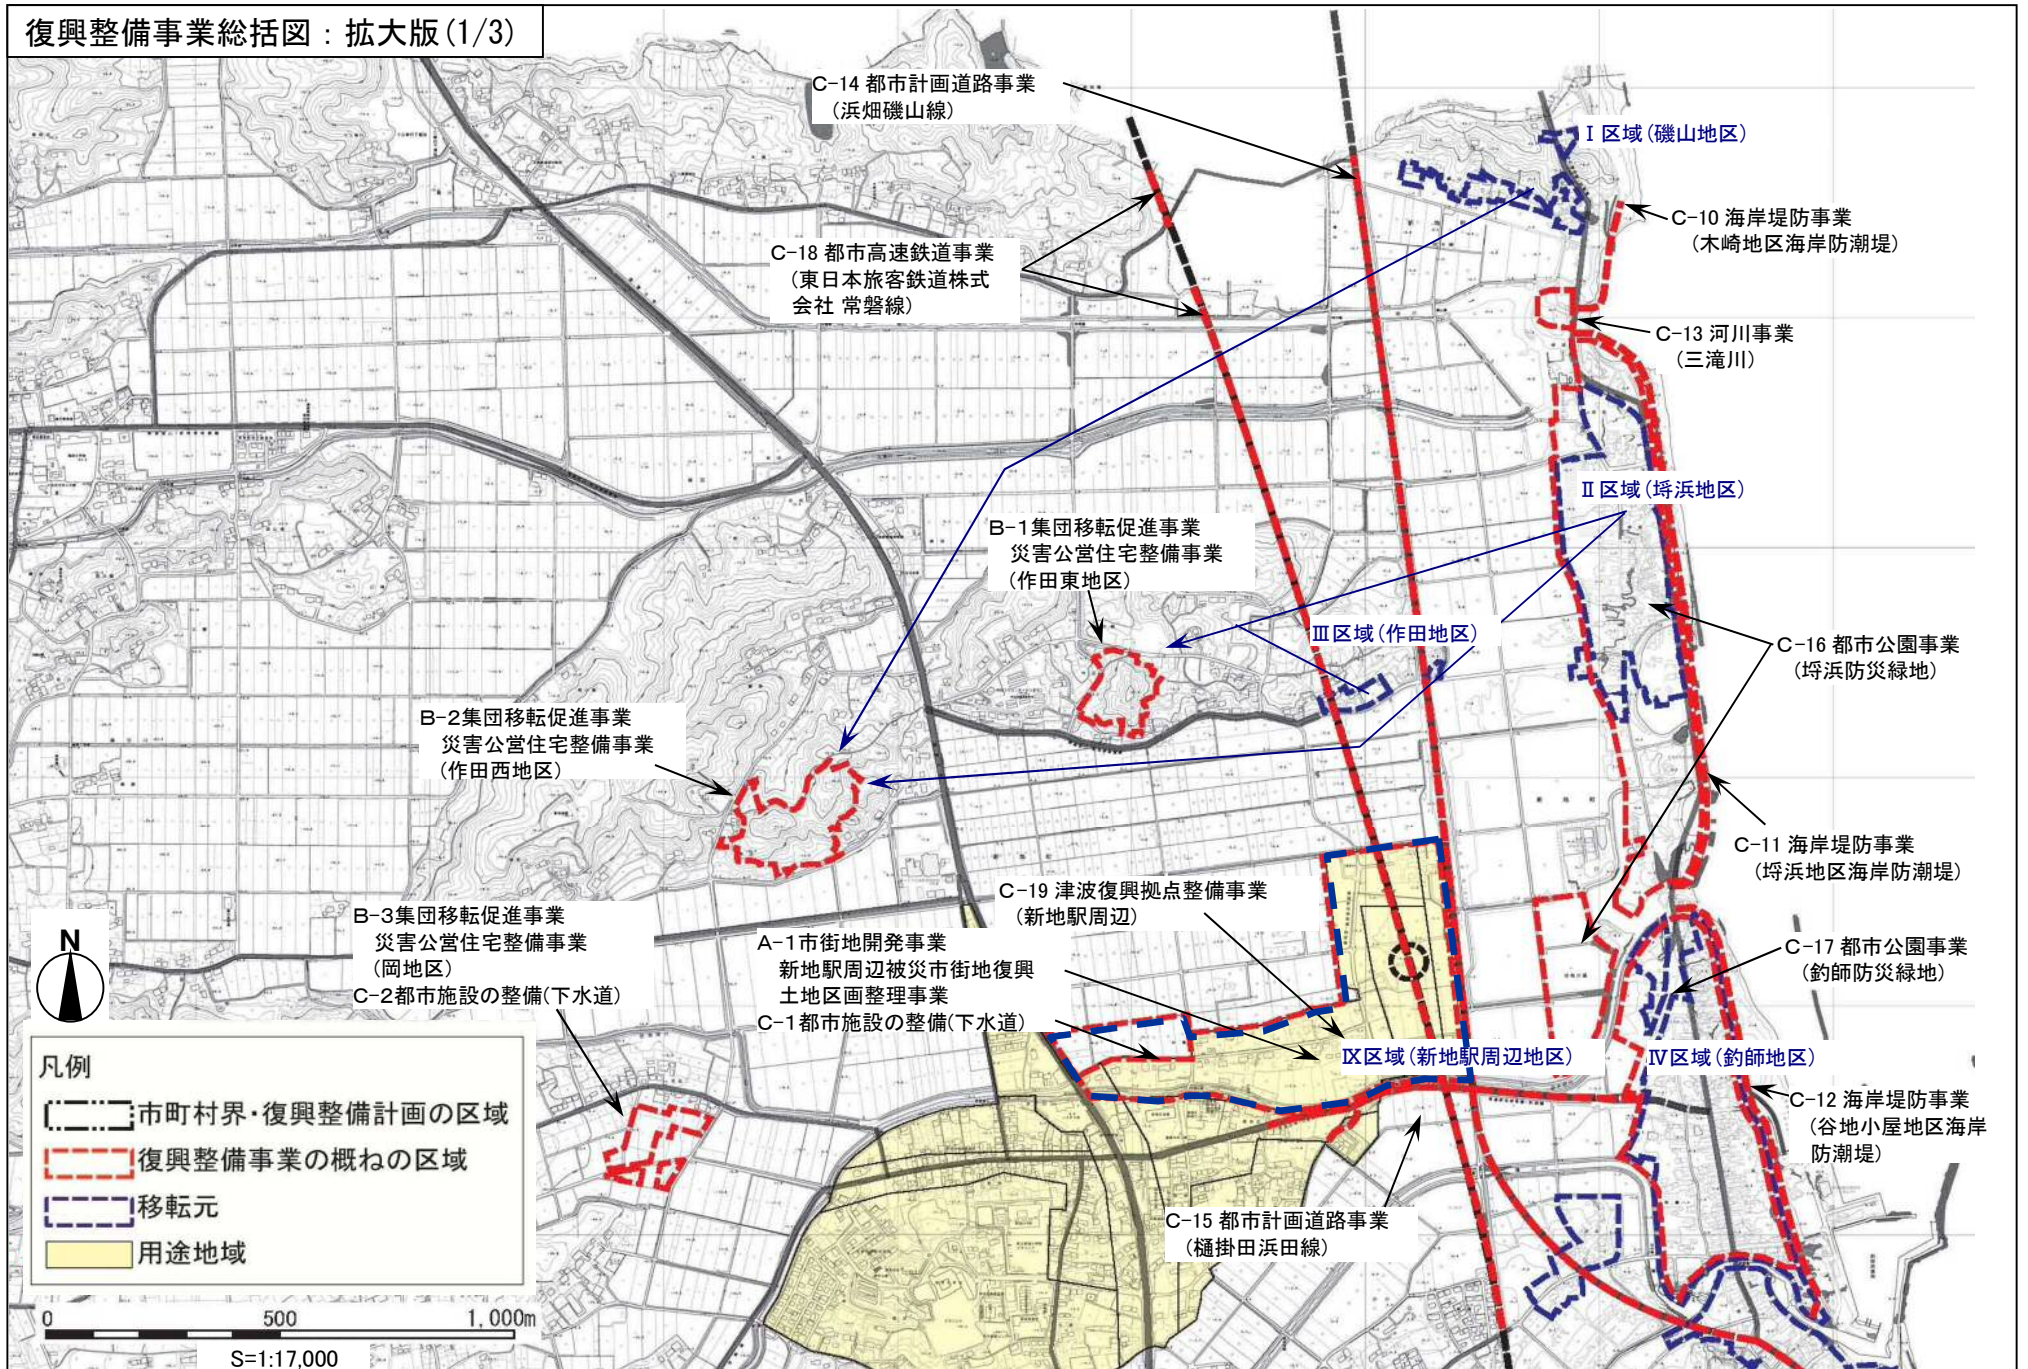 復興整備事業総括図：拡大版(1/3)
C-14 都市計画道路事業
(浜畑磯山線)
Ⅰ区域(磯山地区)
C-10 海岸堤防事業
(木崎地区海岸防潮堤)
C-18 都市高速鉄道事業
(東日本旅客鉄道株式
会社 常磐線)
C-13 河川事業
(三滝川)
Ⅱ区域(埓浜地区)
B-1集団移転促進事業
災害公営住宅整備事業
(作田東地区)
Ⅲ区域(作田地区)
C-16 都市公園事業
(埓浜防災緑地)
B-2集団移転促進事業
災害公営住宅整備事業
(作田西地区)
C-11 海岸堤防事業
(埓浜地区海岸防潮堤)
C-19 津波復興拠点整備事業
(新地駅周辺)
B-3集団移転促進事業
災害公営住宅整備事業
(岡地区)
C-2都市施設の整備(下水道)
A-1市街地開発事業
新地駅周辺被災市街地復興
土地区画整理事業
C-1都市施設の整備(下水道)
C-17 都市公園事業
(釣師防災緑地)
Ⅸ区域(新地駅周辺地区)
Ⅳ区域(釣師地区)
C-12 海岸堤防事業
(谷地小屋地区海岸
防潮堤)
C-15 都市計画道路事業
(樋掛田浜田線)
N
凡例
市町村界・復興整備計画の区域
復興整備事業の概ねの区域
移転元
用途地域
0 500 1,000m
S=1:17,000